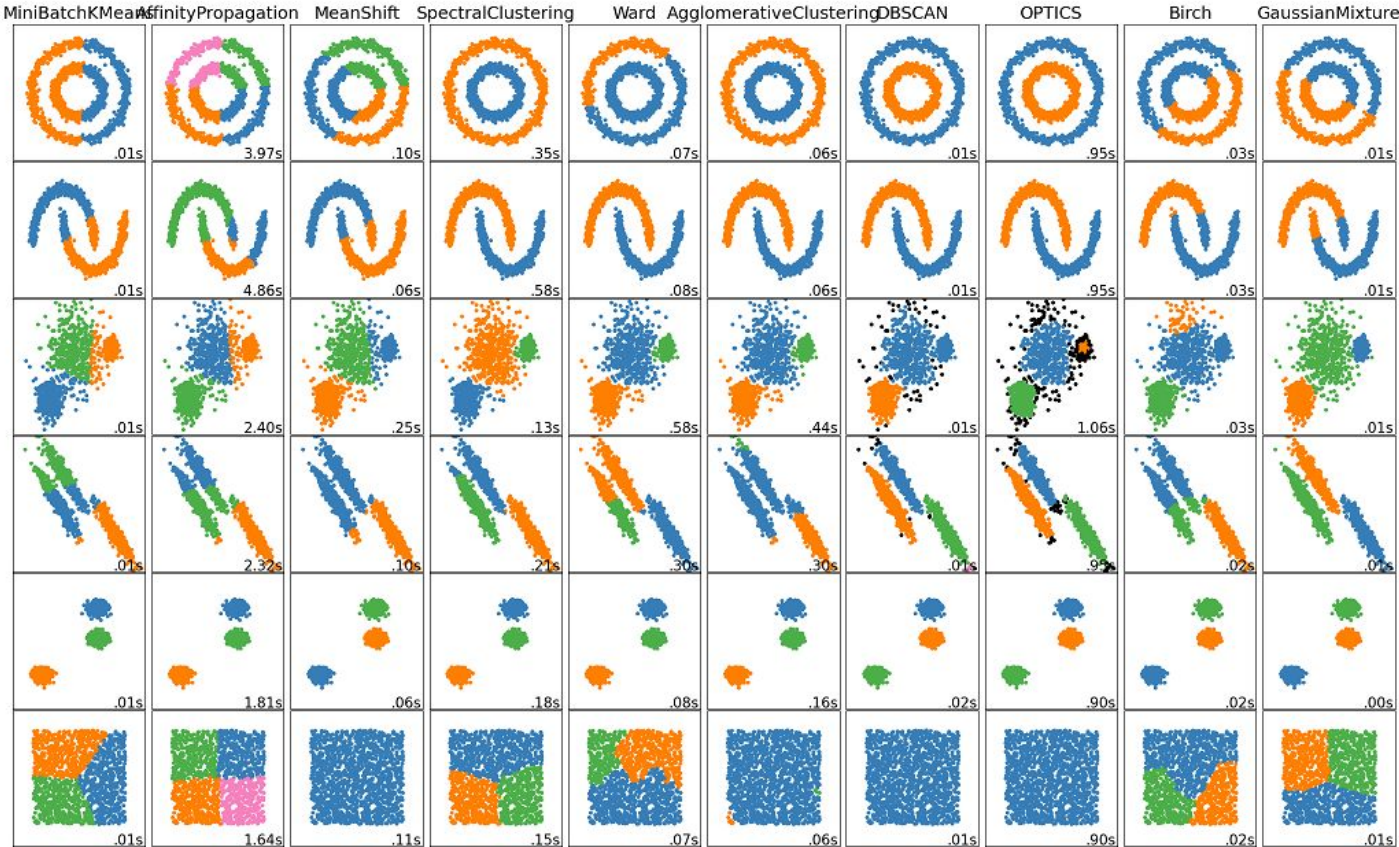 MiniBatchKMeans AffinityPropagation MeanShift SpectralClustering Ward AgglomerativeClustering DBSCAN OPTICS Birch GaussianMixture
.01s 3.97s .10s .35s .07s .06s .01s .95s .03s .01s
.01s 4.86s .06s .58s .08s .06s .01s .95s .03s .01s
.01s 2.40s .25s .13s .58s .44s .01s 1.06s .03s .01s
.01s 2.32s .10s .21s .30s .30s .01s .02s .01s
.01s 1.81s .06s .18s .08s .16s .02s .90s .02s .00s
.01s 1.64s .11s .15s .07s .06s .01s .90s .02s .01s